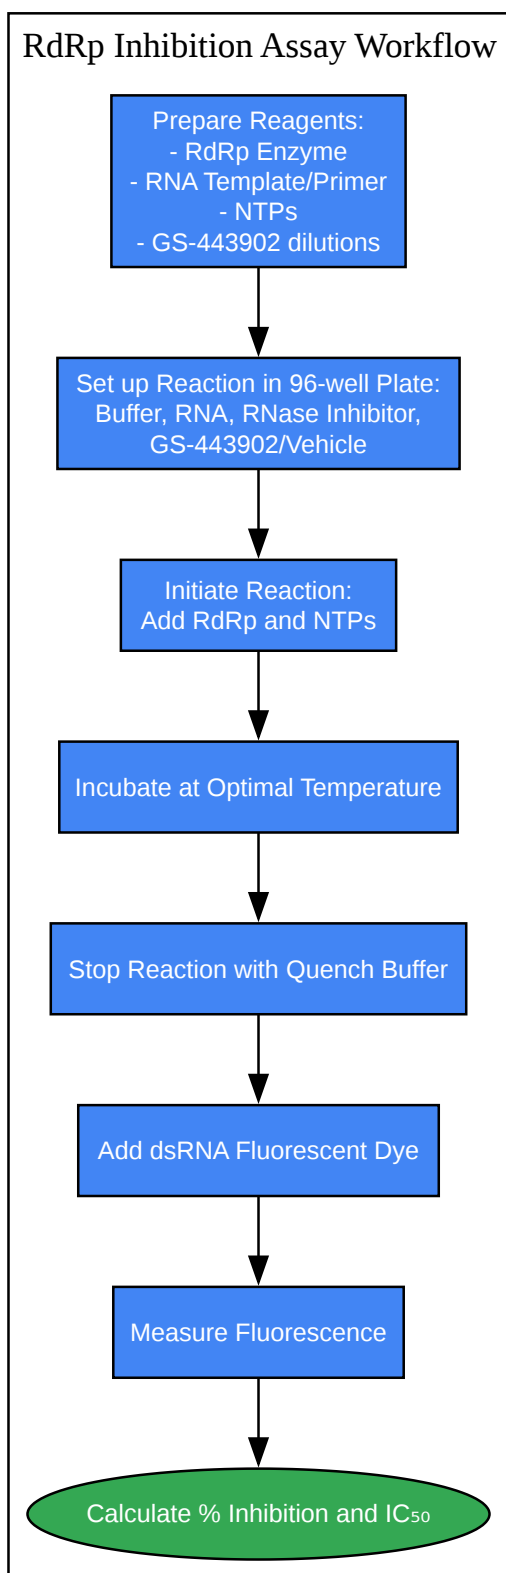 RdRp Inhibition Assay Workflow
Prepare Reagents:
- RdRp Enzyme
- RNA Template/Primer
- NTPs
- GS-443902 dilutions
Set up Reaction in 96-well Plate:
Buffer, RNA, RNase Inhibitor,
GS-443902/Vehicle
Initiate Reaction:
Add RdRp and NTPs
Incubate at Optimal Temperature
Stop Reaction with Quench Buffer
Add dsRNA Fluorescent Dye
Measure Fluorescence
Calculate % Inhibition and IC₅₀